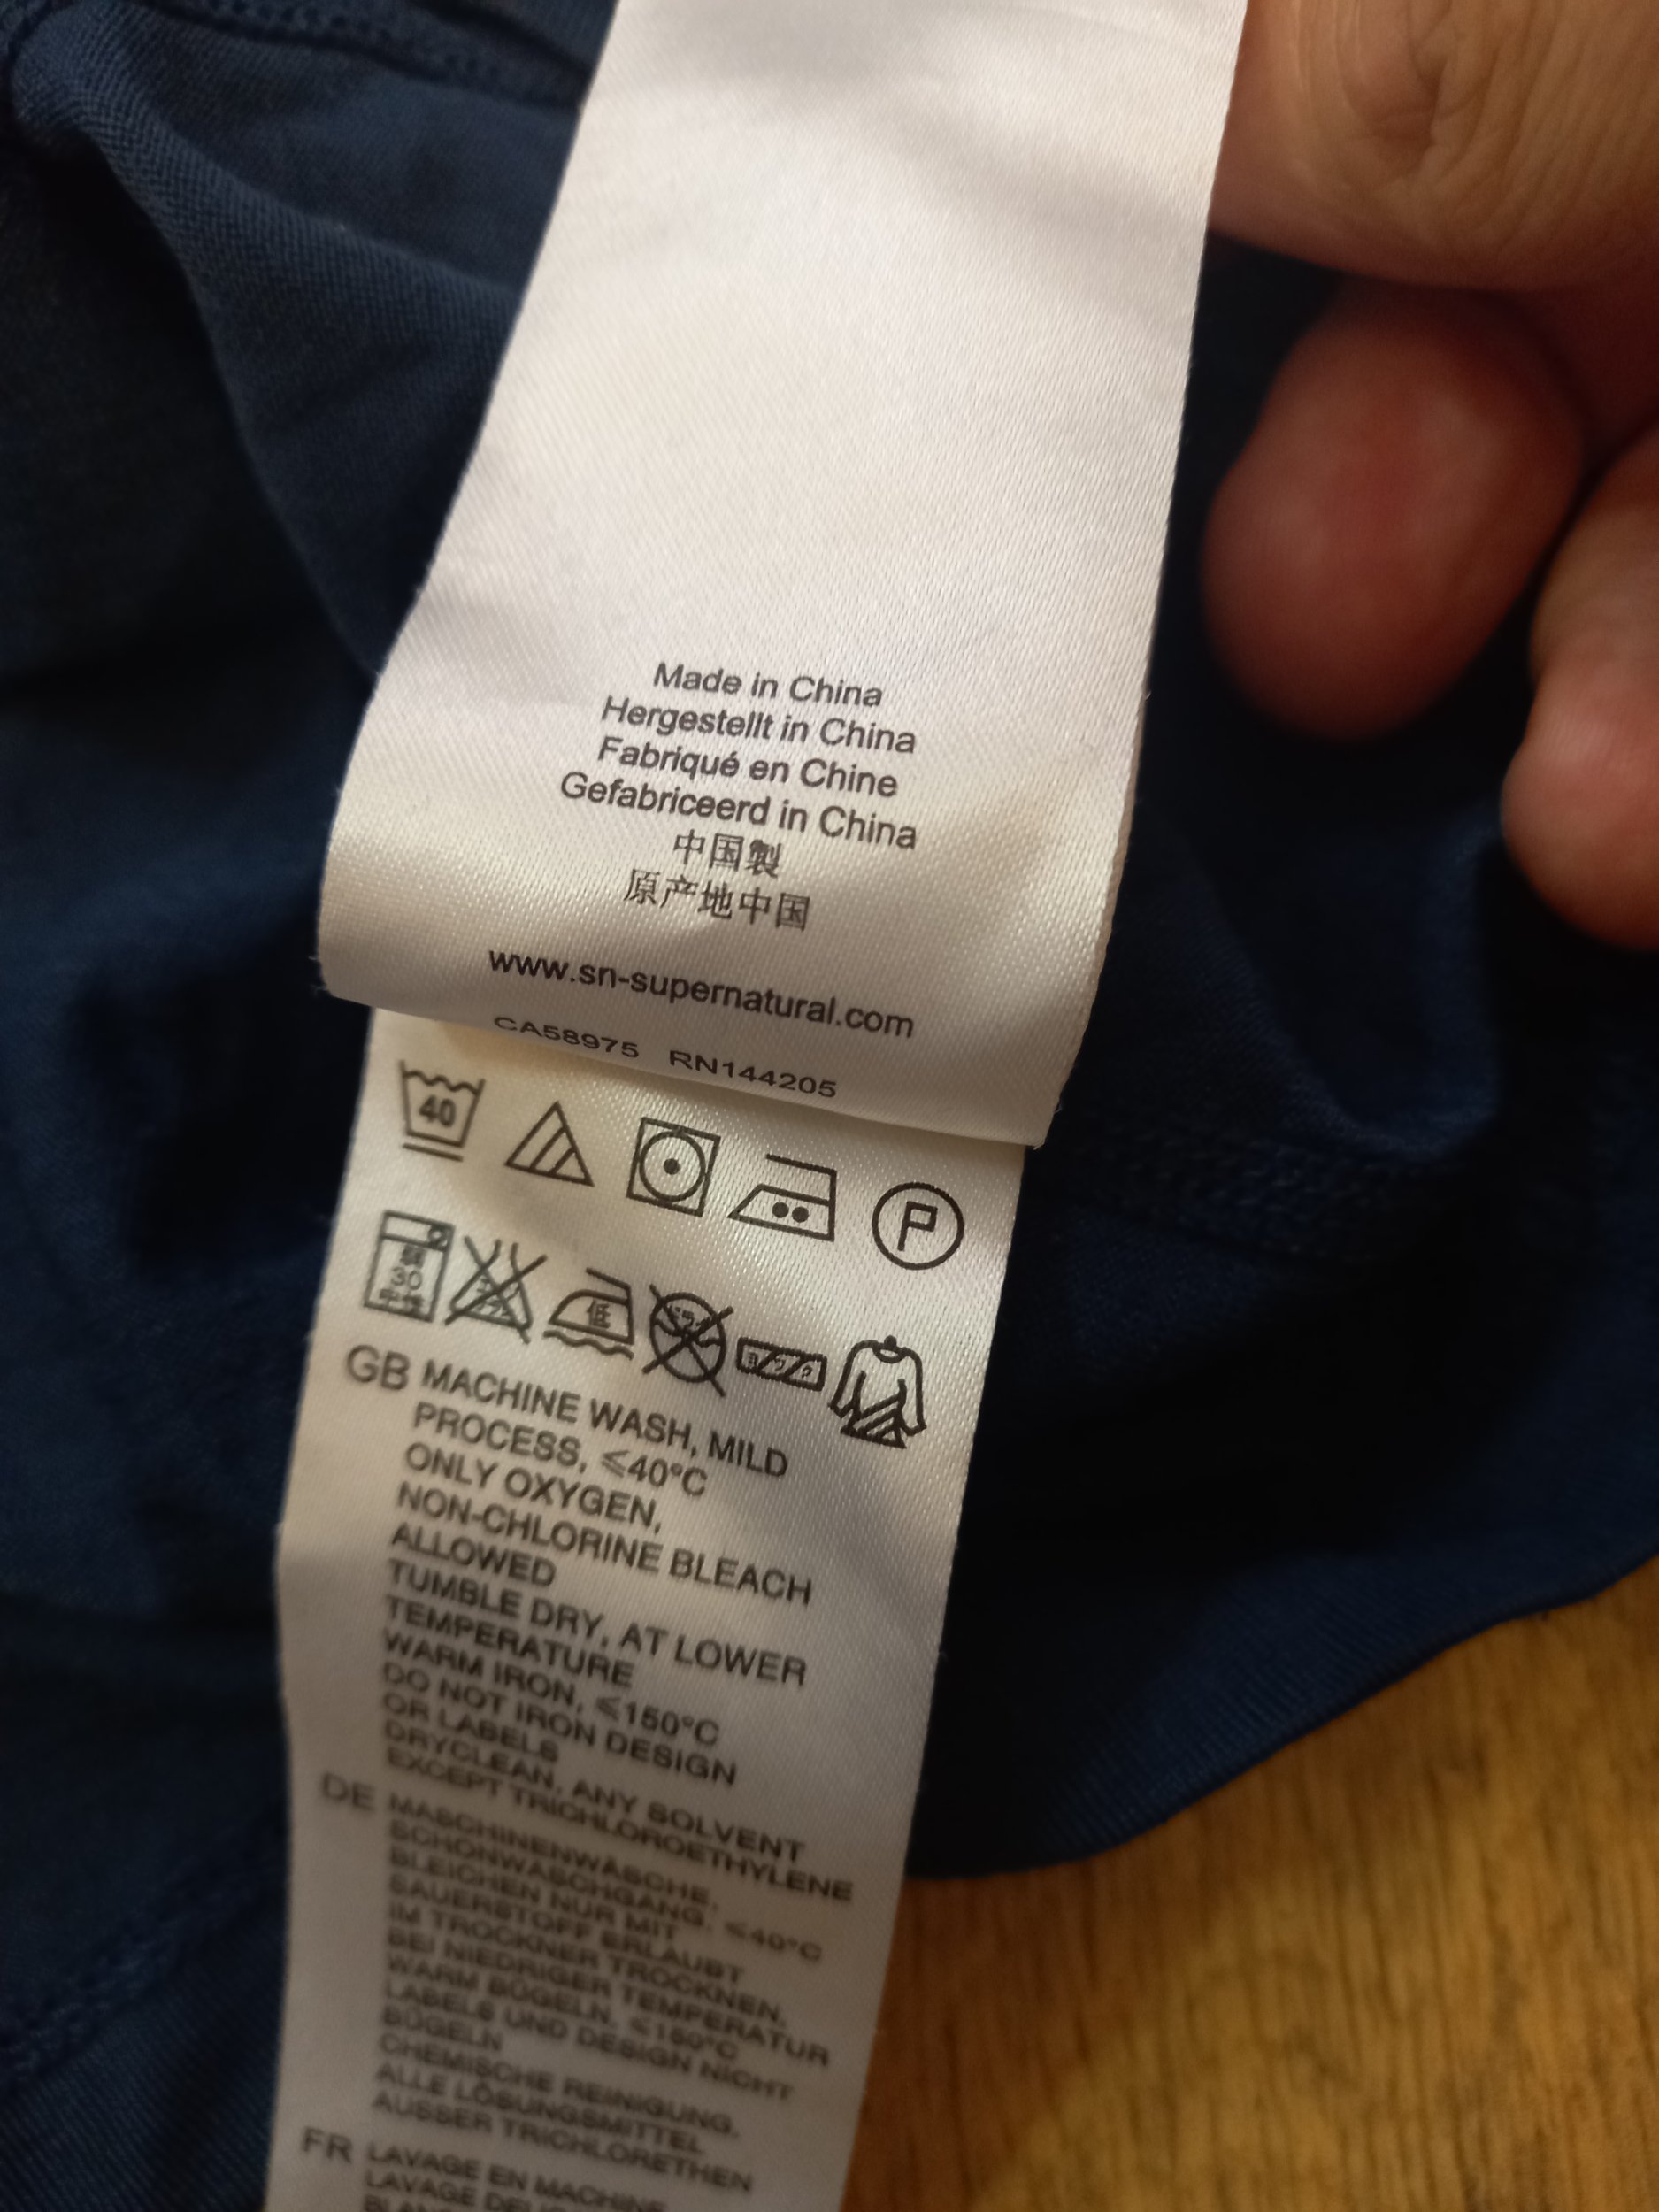 Made in China
Hergestellt in China
Fabriqué en Chine
Gefabriceerd in China
中国製
原产地中国
www.sn-supernatural.com
CA58975 RN144205
40
P
30
中性
低
GB MACHINE WASH, MILD
PROCESS, ≤40°C
ONLY OXYGEN,
NON-CHLORINE BLEACH
ALLOWED
TUMBLE DRY, AT LOWER
TEMPERATURE
WARM IRON, ≤150°C
DO NOT IRON DESIGN
OR LABELS
DRYCLEAN, ANY SOLVENT
EXCEPT TRICHLOROETHYLENE
DE MASCHINENWÄSCHE,
SCHONWASCHGANG, ≤40°C
BLEICHEN NUR MIT
SAUERSTOFF ERLAUBT
IM TROCKNER TROCKNEN,
BEI NIEDRIGER TEMPERATUR
WARM BÜGELN, ≤150°C
LABELS UND DESIGN NICHT
BÜGELN
CHEMISCHE REINIGUNG,
ALLE LÖSUNGSMITTEL
AUSSER TRICHLORETHEN
FR LAVAGE EN MACHINE
LAVAGE